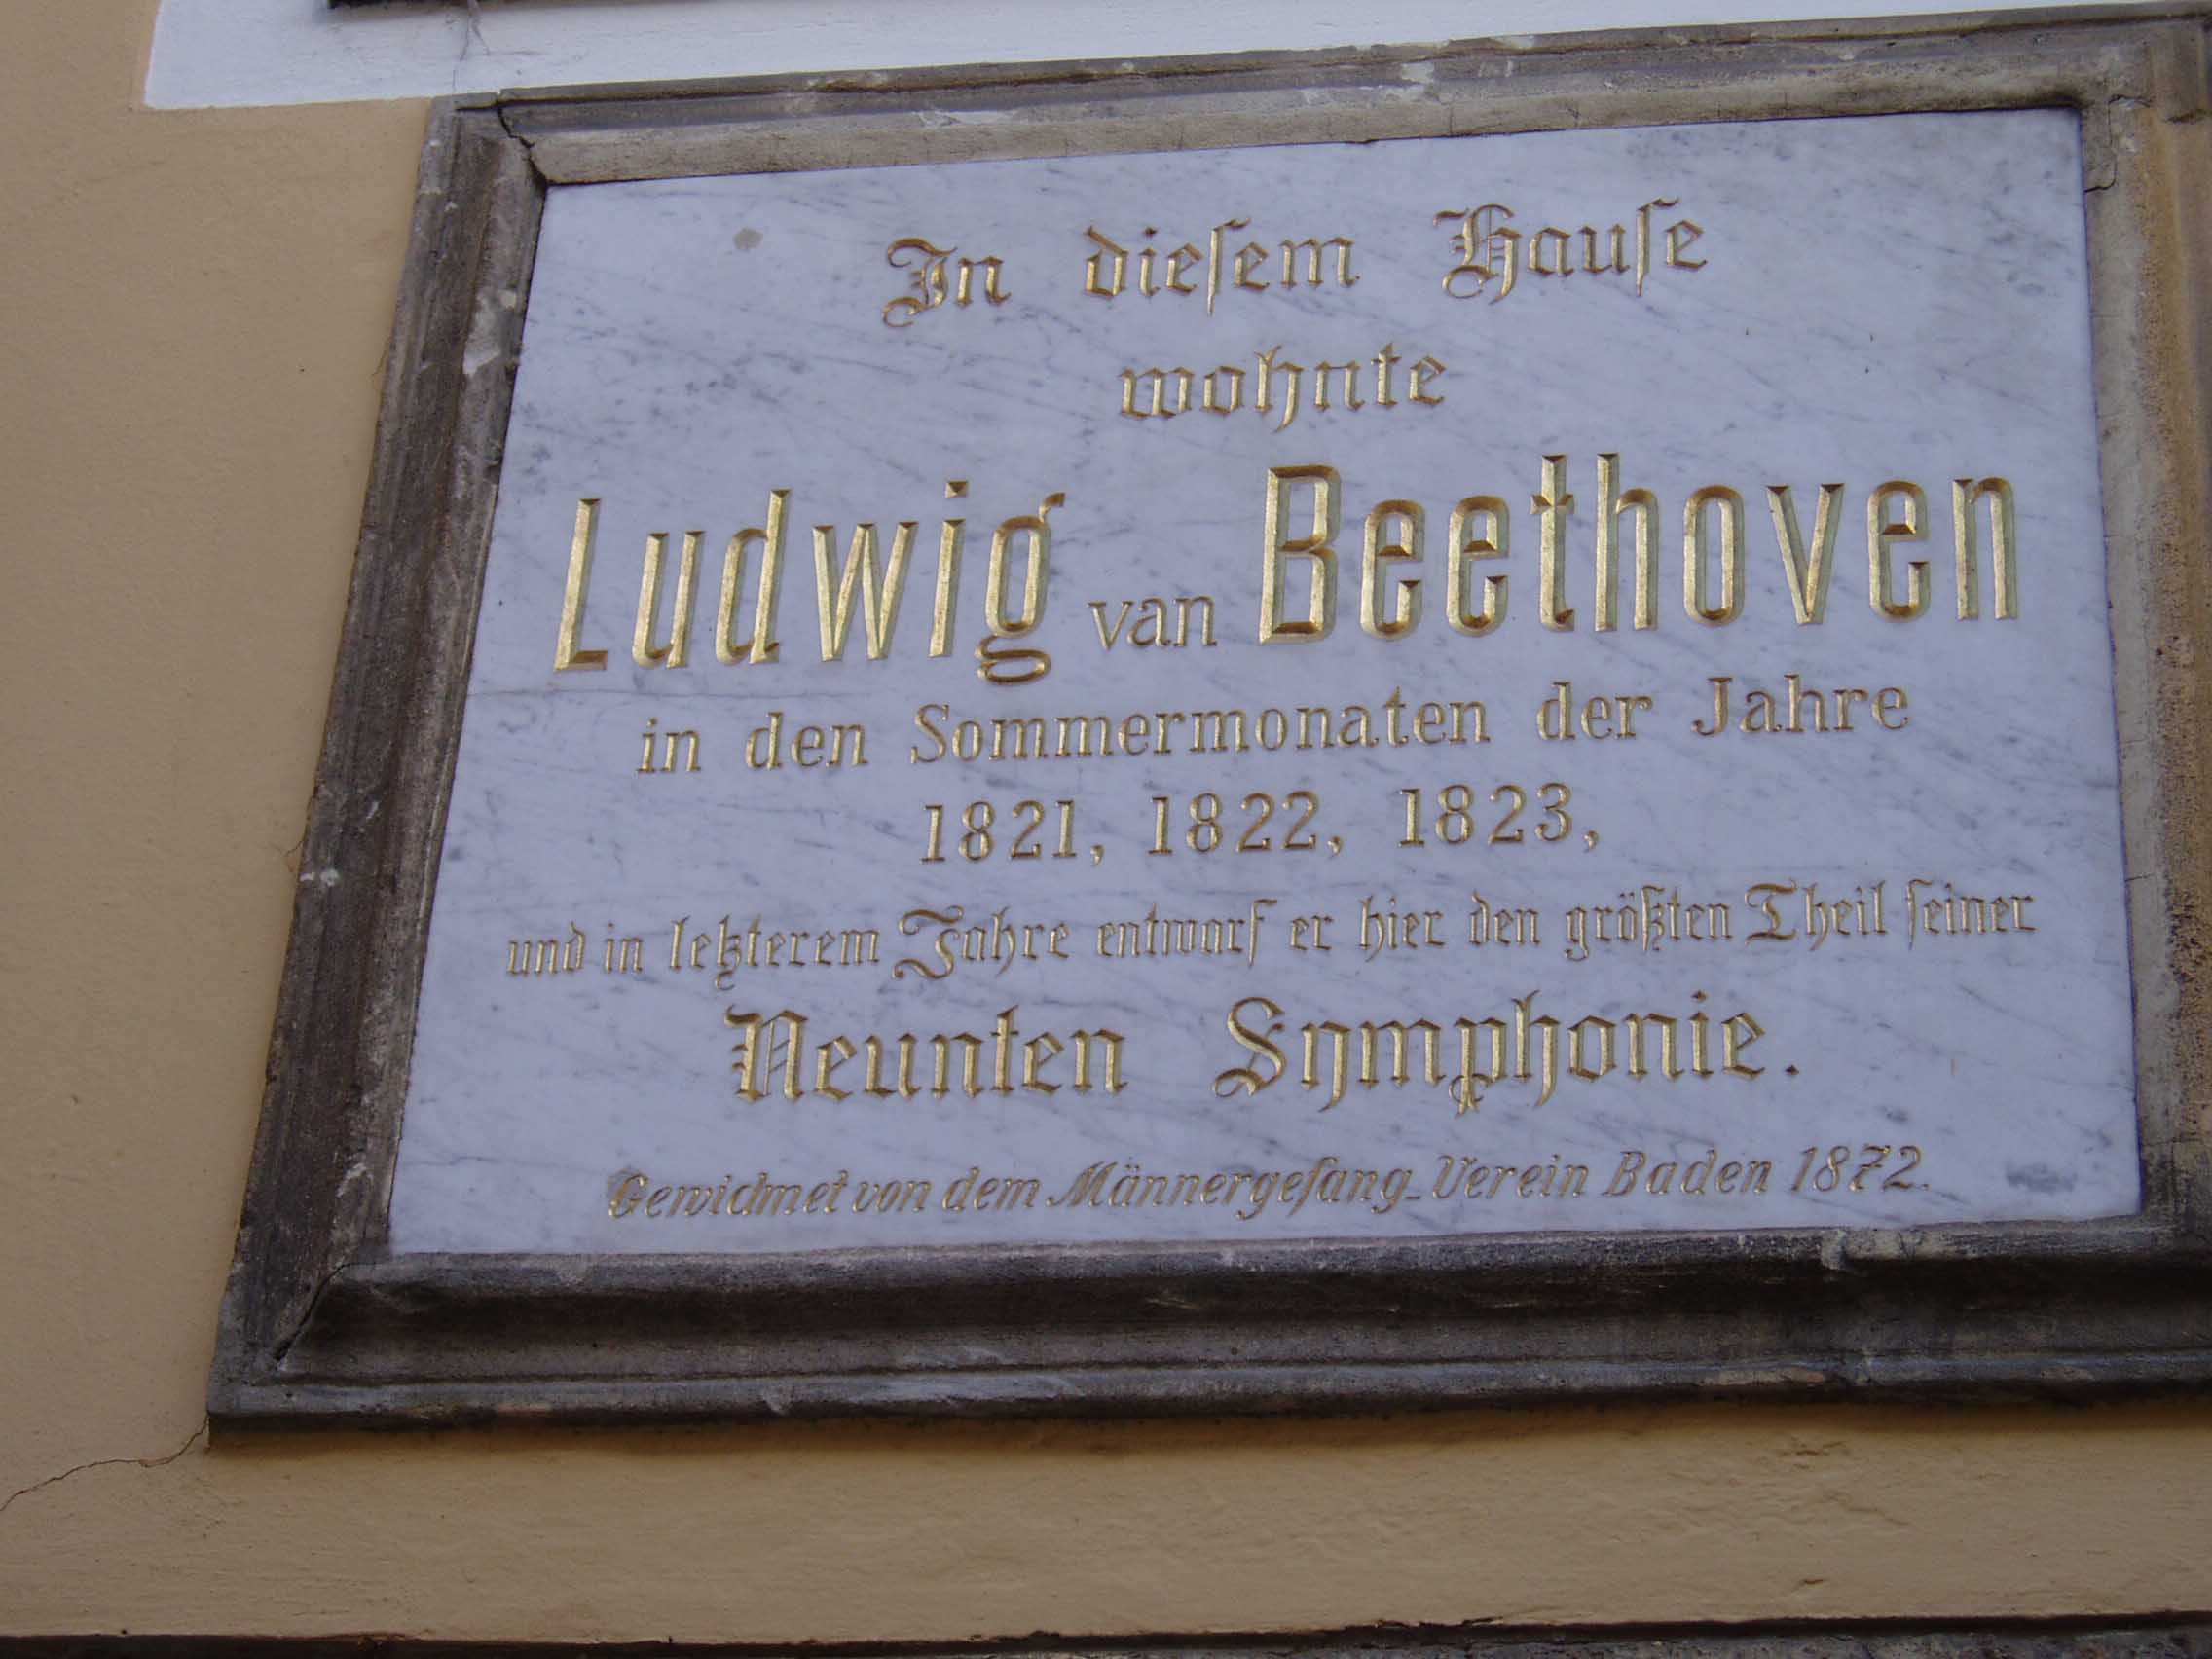 In dieſem Hauſe
wohnte
Ludwig van Beethoven
in den Sommermonaten der Jahre
1821, 1822, 1823,
und in letzterem Jahre entwarf er hier den größten Theil ſeiner
Neunten Symphonie.
Gewidmet von dem Männergeſang-Verein Baden 1872.